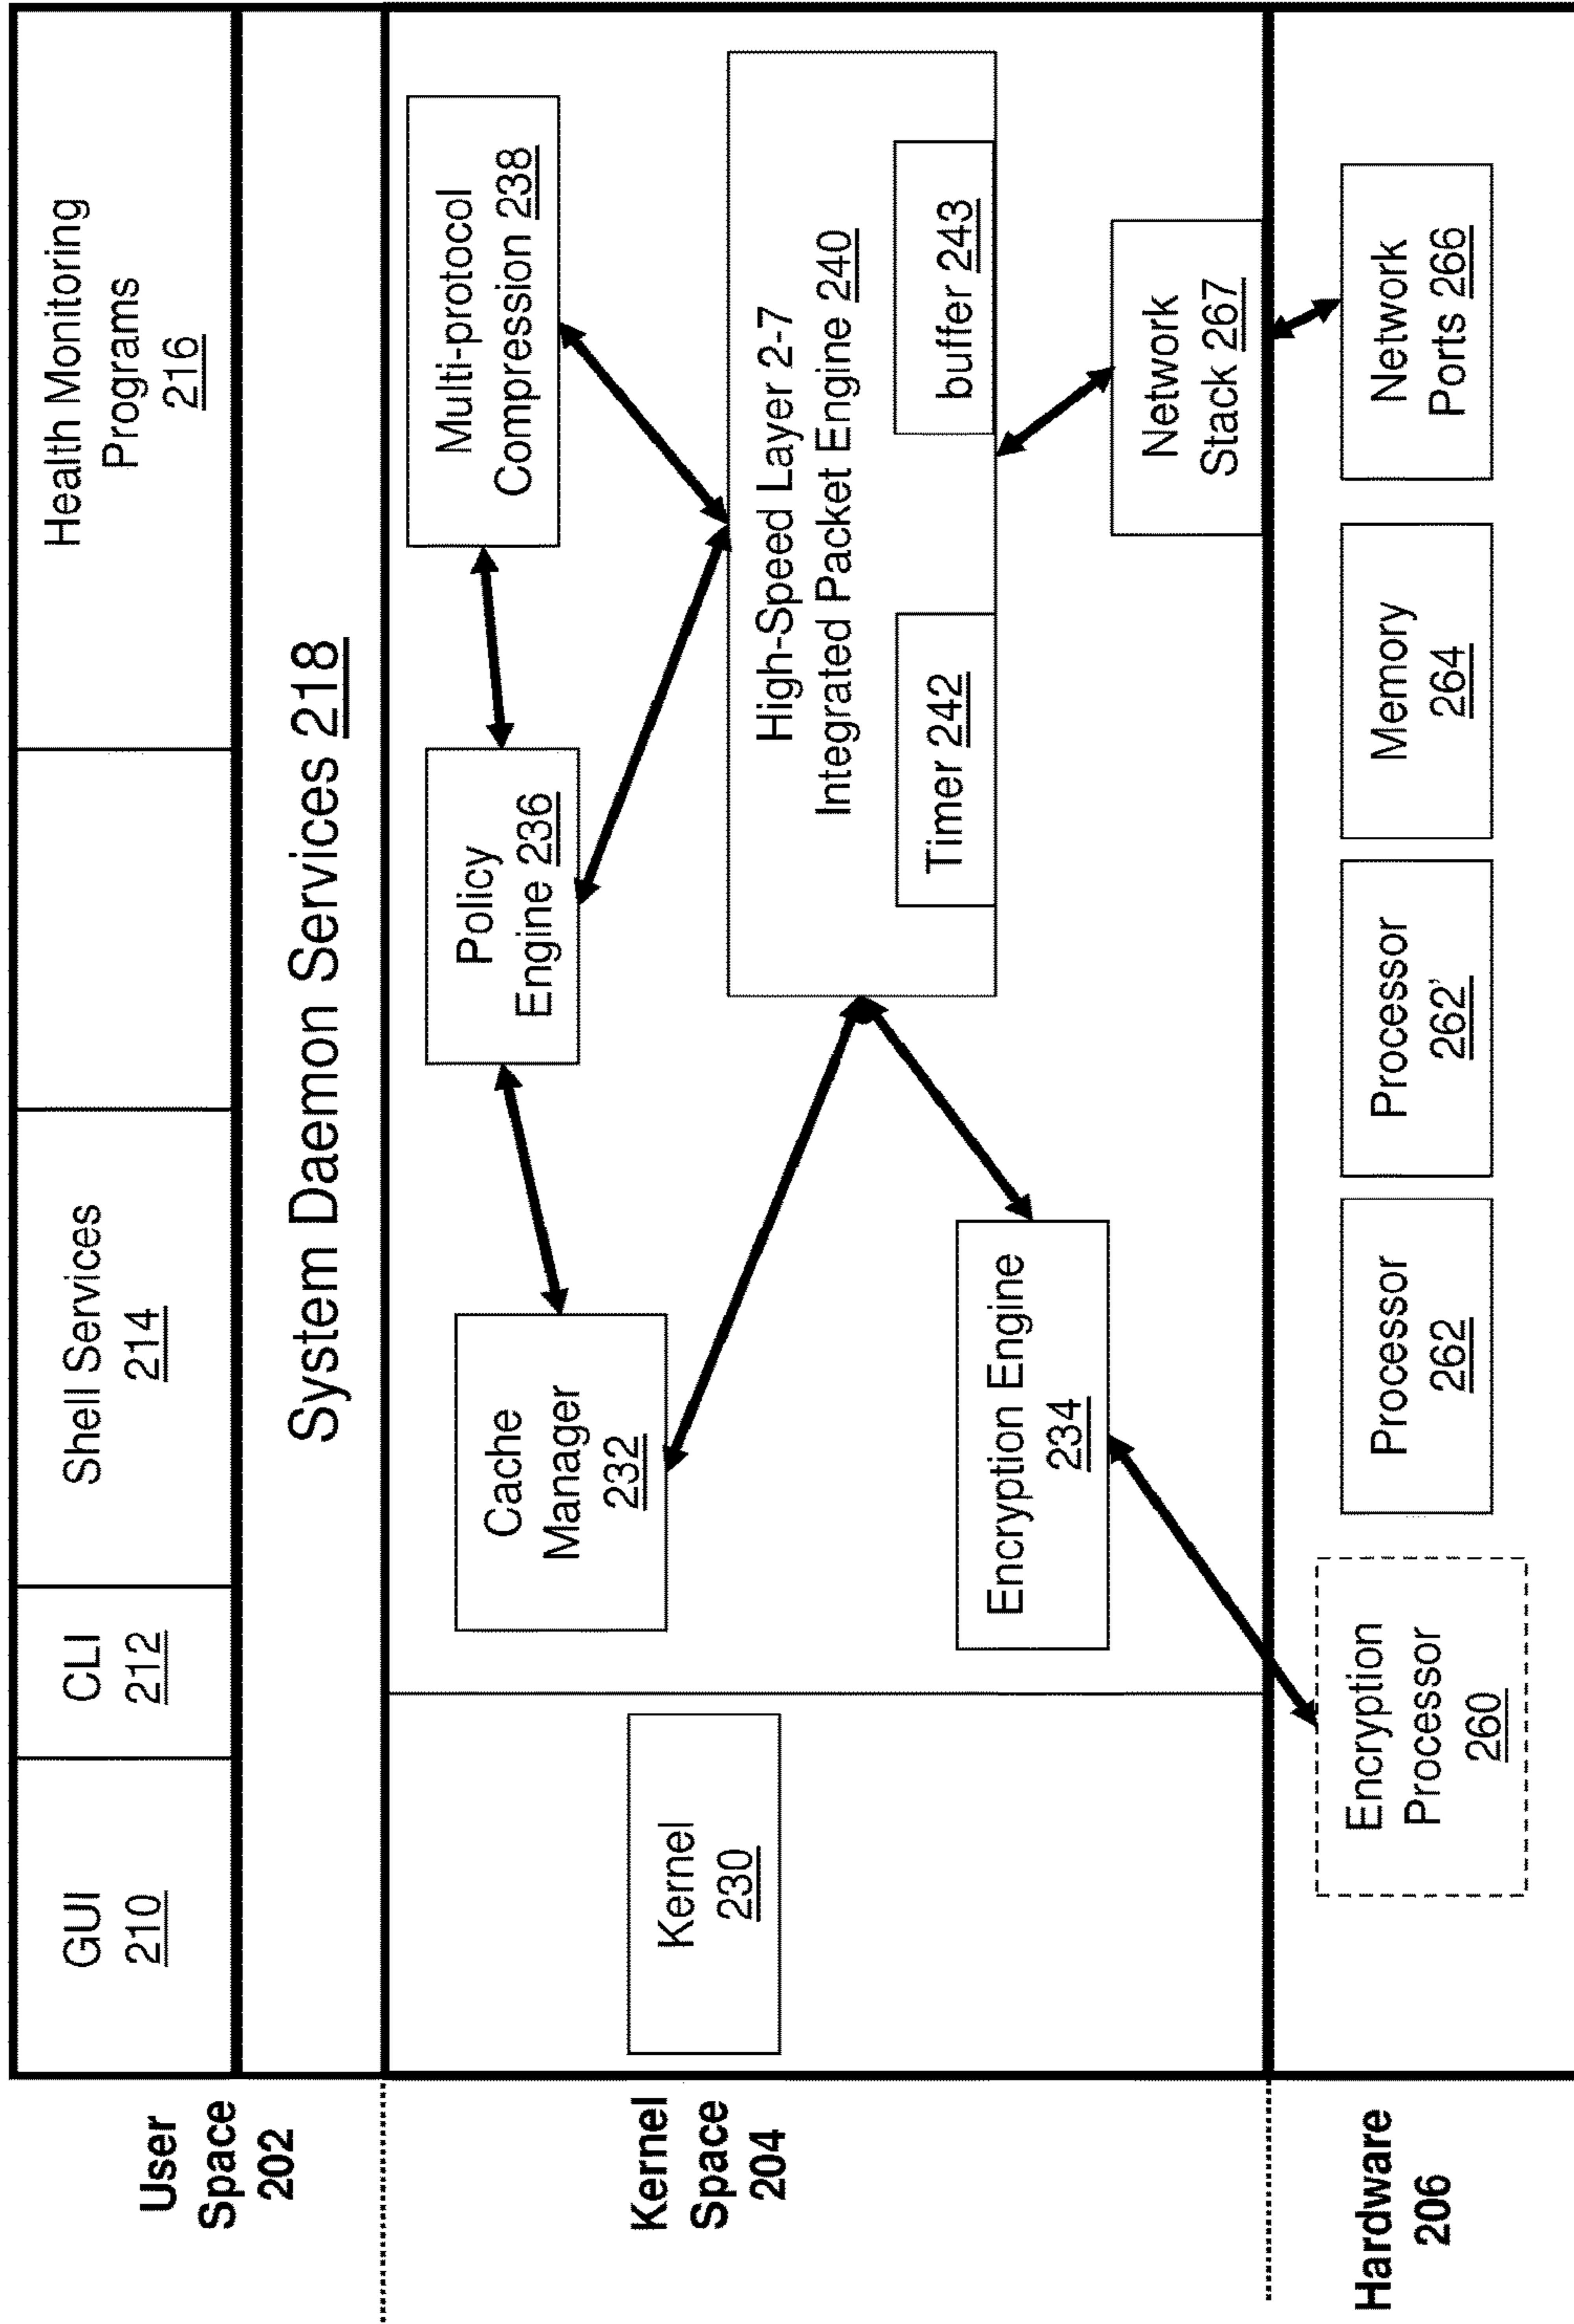 User
Space
202
GUI
210
CLI
212
Shell Services
214
Health Monitoring
Programs
216
System Daemon Services 218
Kernel
Space
204
Kernel
230
Cache
Manager
232
Policy
Engine 236
Multi-protocol
Compression 238
High-Speed Layer 2-7
Integrated Packet Engine 240
Timer 242
buffer 243
Encryption Engine
234
Network
Stack 267
Hardware
206
Encryption
Processor
260
Processor
262
Processor
262'
Memory
264
Network
Ports 266